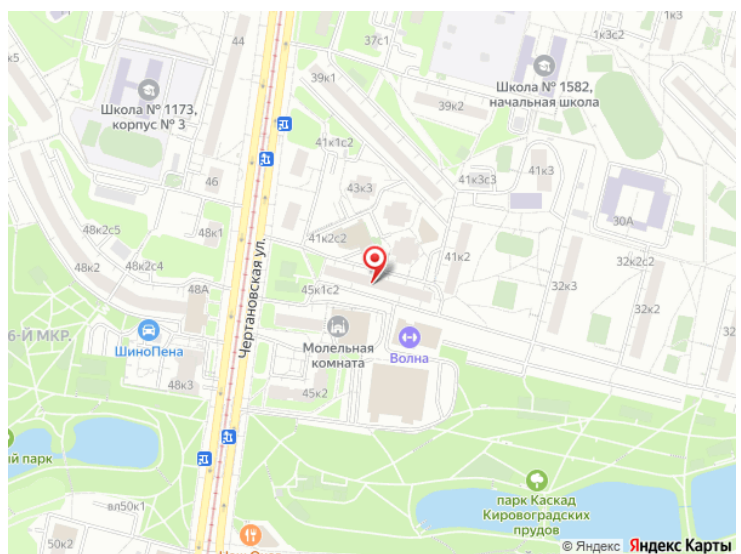 1к3с2
1к3
37с1
44
к5
39к1
Школа № 1582,
начальная школа
Школа № 1173,
корпус № 3
39к2
41к1с2
41к3с3
41к3
46
43к3
30А
48к2с5
48к1
41к2с2
48к2
48к2с4
41к2
32к2с2
48А
45к1с2
32к3
32к2
Чертановская ул.
6-Й МКР.
ШиноПена
Молельная
комната
Волна
48к3
45к2
ий парк
парк Каскад
Кировоградских
прудов
вл50к1
50к2
© Яндекс Яндекс Карты